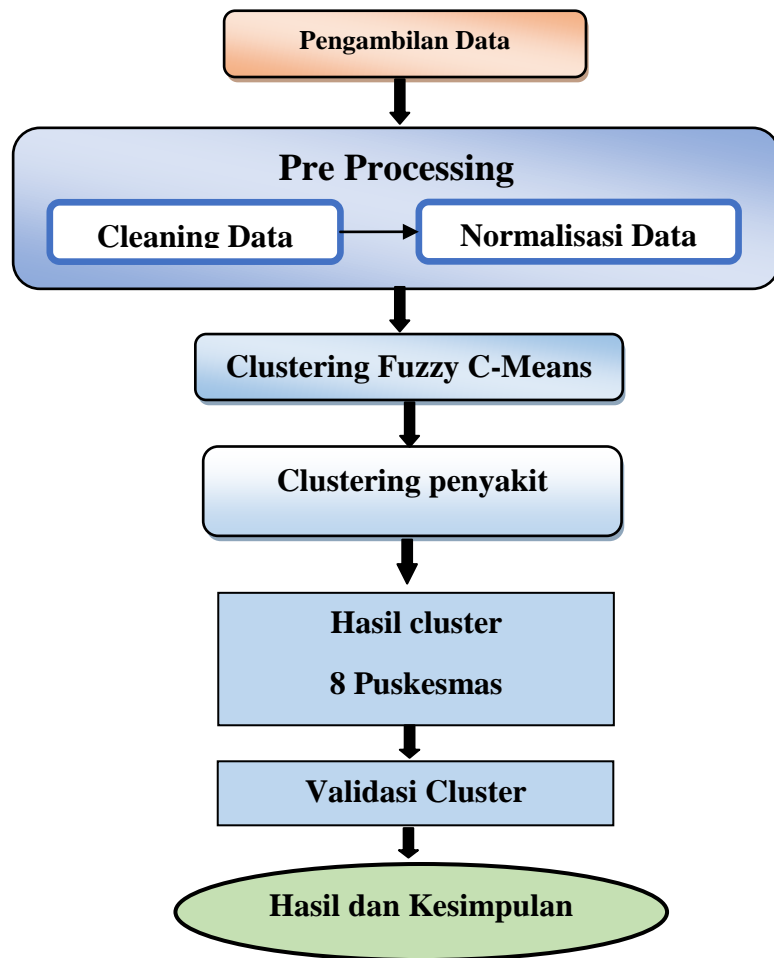 Pengambilan Data
Pre Processing
Cleaning Data
Normalisasi Data
Clustering Fuzzy C-Means
Clustering penyakit
Hasil cluster
8 Puskesmas
Validasi Cluster
Hasil dan Kesimpulan